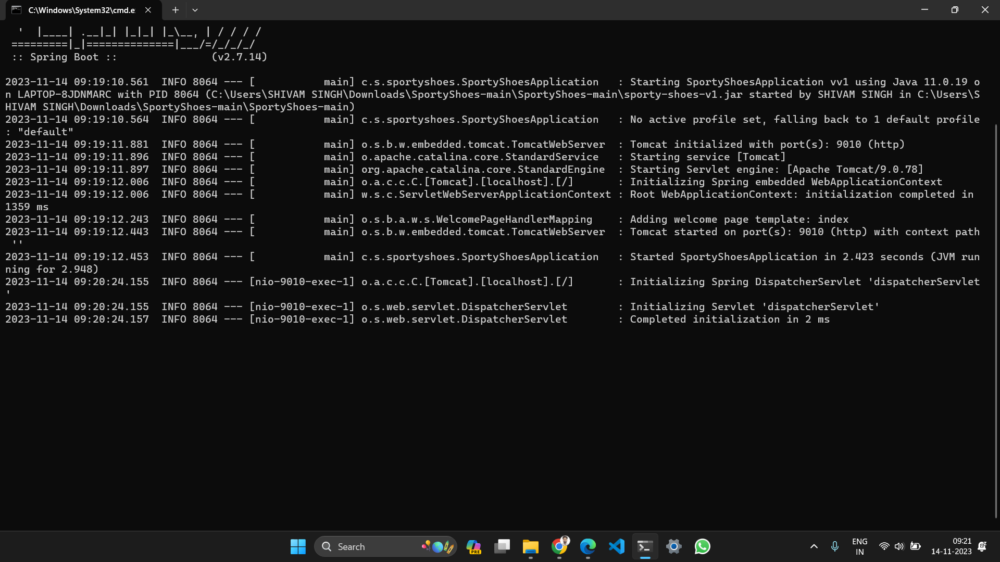 C:\Windows\System32\cmd.e
  '  |____| .__|_| |_|_| |_\__, | / / / /
 =========|_|==============|___/=/_/_/_/
 :: Spring Boot ::               (v2.7.14)
2023-11-14 09:19:10.561  INFO 8064 --- [           main] c.s.sportyshoes.SportyShoesApplication   : Starting SportyShoesApplication vv1 using Java 11.0.19 o
n LAPTOP-8JDNMARC with PID 8064 (C:\Users\SHIVAM SINGH\Downloads\SportyShoes-main\SportyShoes-main\sporty-shoes-v1.jar started by SHIVAM SINGH in C:\Users\S
HIVAM SINGH\Downloads\SportyShoes-main\SportyShoes-main)
2023-11-14 09:19:10.564  INFO 8064 --- [           main] c.s.sportyshoes.SportyShoesApplication   : No active profile set, falling back to 1 default profile
: "default"
2023-11-14 09:19:11.881  INFO 8064 --- [           main] o.s.b.w.embedded.tomcat.TomcatWebServer  : Tomcat initialized with port(s): 9010 (http)
2023-11-14 09:19:11.896  INFO 8064 --- [           main] o.apache.catalina.core.StandardService   : Starting service [Tomcat]
2023-11-14 09:19:11.897  INFO 8064 --- [           main] org.apache.catalina.core.StandardEngine  : Starting Servlet engine: [Apache Tomcat/9.0.78]
2023-11-14 09:19:12.006  INFO 8064 --- [           main] o.a.c.c.C.[Tomcat].[localhost].[/]       : Initializing Spring embedded WebApplicationContext
2023-11-14 09:19:12.006  INFO 8064 --- [           main] w.s.c.ServletWebServerApplicationContext : Root WebApplicationContext: initialization completed in
1359 ms
2023-11-14 09:19:12.243  INFO 8064 --- [           main] o.s.b.a.w.s.WelcomePageHandlerMapping    : Adding welcome page template: index
2023-11-14 09:19:12.443  INFO 8064 --- [           main] o.s.b.w.embedded.tomcat.TomcatWebServer  : Tomcat started on port(s): 9010 (http) with context path
 ''
2023-11-14 09:19:12.453  INFO 8064 --- [           main] c.s.sportyshoes.SportyShoesApplication   : Started SportyShoesApplication in 2.423 seconds (JVM run
ning for 2.948)
2023-11-14 09:20:24.155  INFO 8064 --- [nio-9010-exec-1] o.a.c.c.C.[Tomcat].[localhost].[/]       : Initializing Spring DispatcherServlet 'dispatcherServlet
'
2023-11-14 09:20:24.155  INFO 8064 --- [nio-9010-exec-1] o.s.web.servlet.DispatcherServlet        : Initializing Servlet 'dispatcherServlet'
2023-11-14 09:20:24.157  INFO 8064 --- [nio-9010-exec-1] o.s.web.servlet.DispatcherServlet        : Completed initialization in 2 ms
Search
PRE
ENG
IN
09:21
14-11-2023